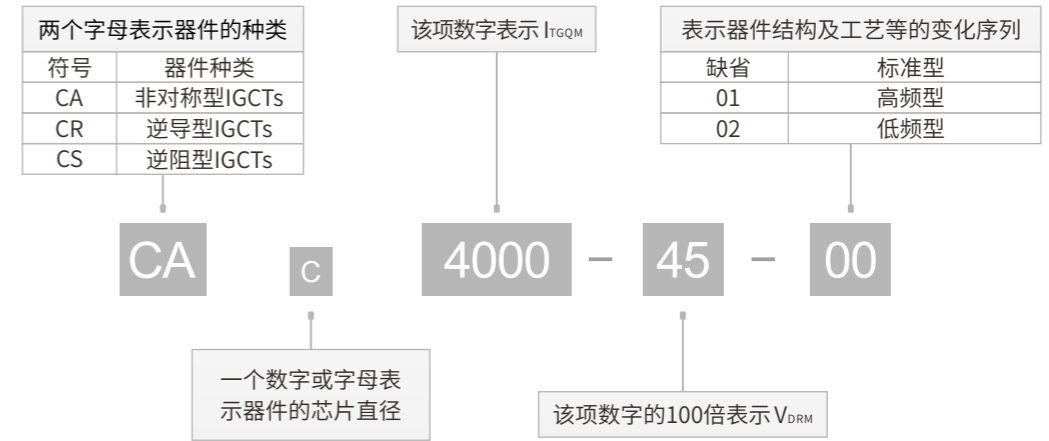 两个字母表示器件的种类
符号 器件种类
CA 非对称型IGCTs
CR 逆导型IGCTs
CS 逆阻型IGCTs
该项数字表示 ITGQM
表示器件结构及工艺等的变化序列
缺省 标准型
01 高频型
02 低频型
CA C 4000 – 45 – 00
一个数字或字母表
示器件的芯片直径
该项数字的100倍表示 VDRM